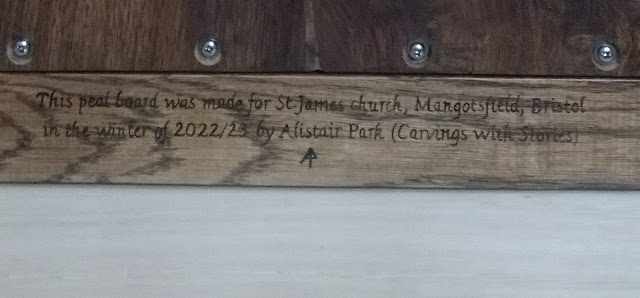 This peal board was made for St.James church, Mangotsfield, Bristol
in the winter of 2022/23 by Alistair Park (Carvings with Stories)
AP